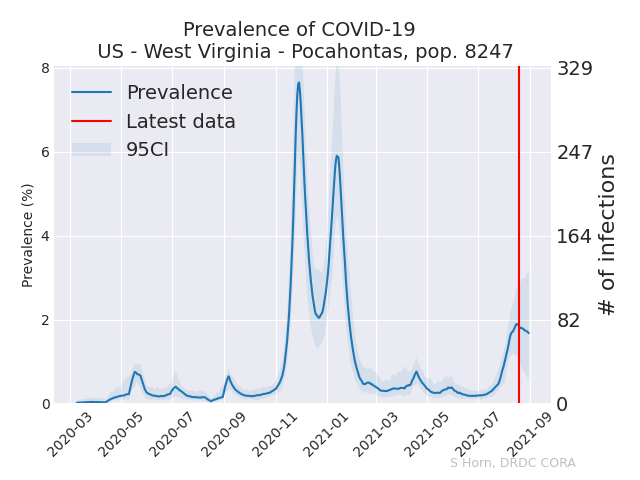 Prevalence of COVID-19
US - West Virginia - Pocahontas, pop. 8247
Prevalence
Latest data
95CI
Prevalence (%)
8
6
4
2
0
329
247
164
82
0
# of infections
2020-03
2020-05
2020-07
2020-09
2020-11
2021-01
2021-03
2021-05
2021-07
2021-09
S Horn, DRDC CORA